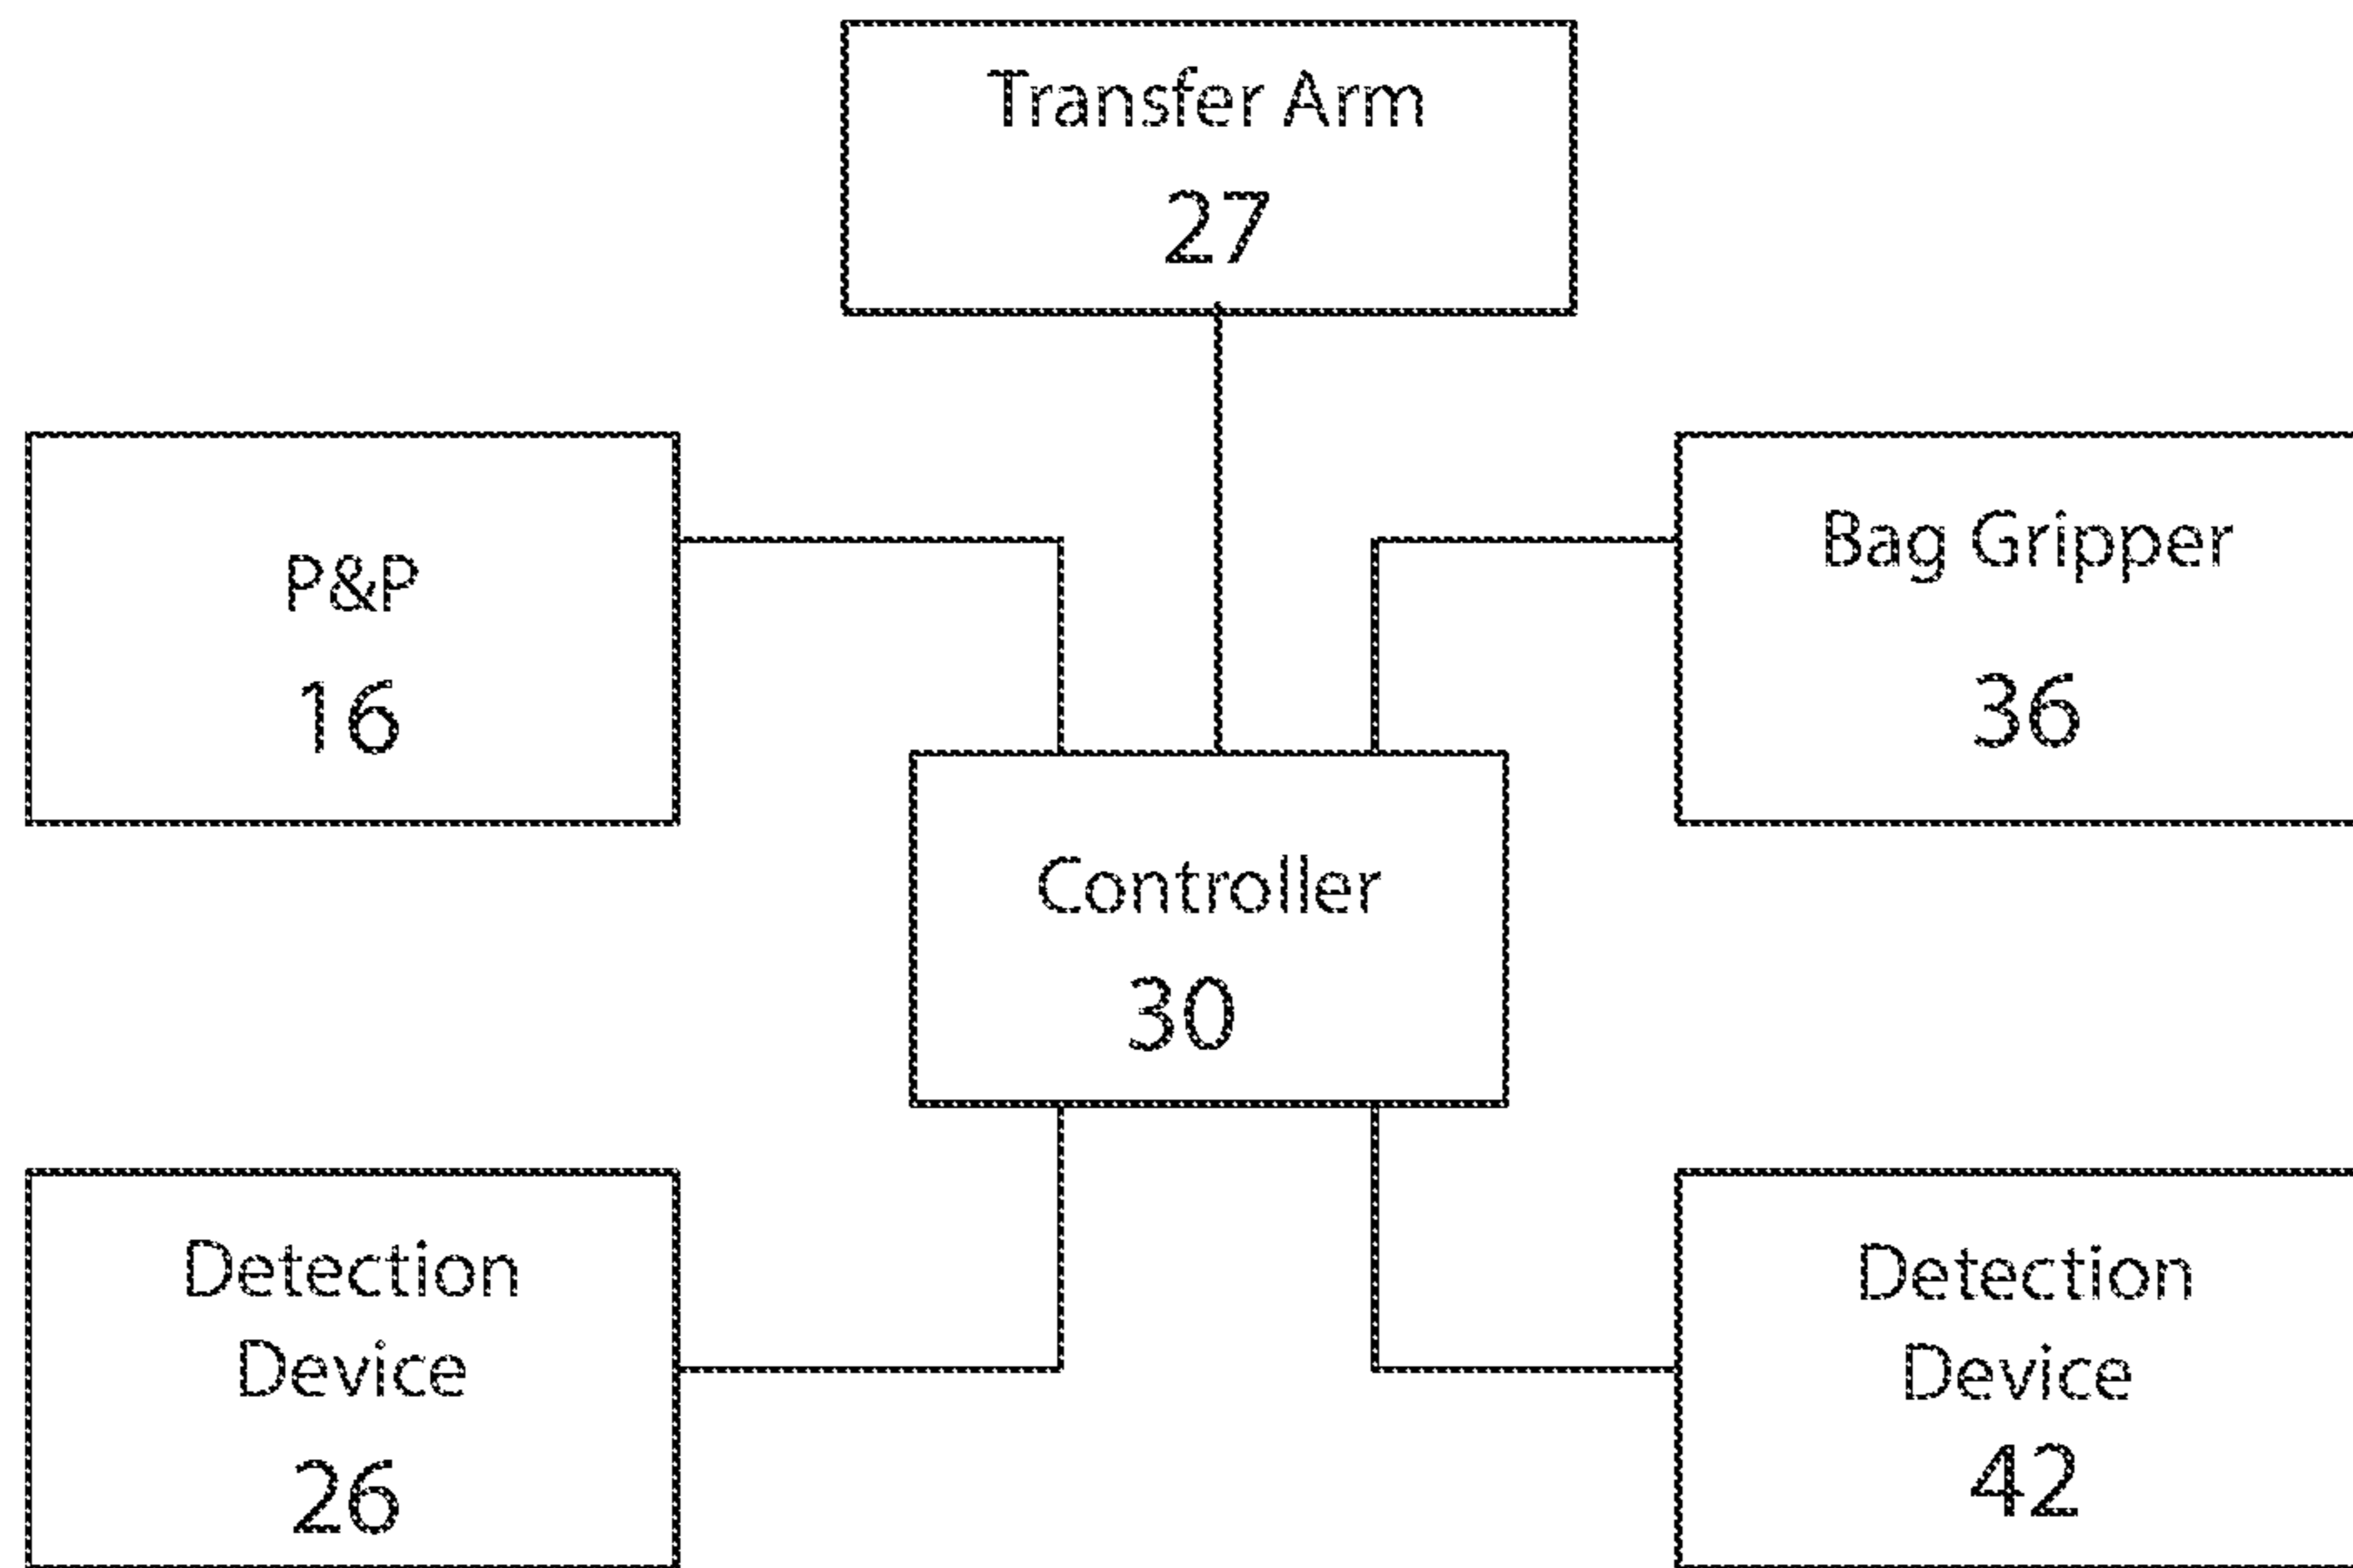 Transfer Arm
27
P&P
16
Bag Gripper
36
Controller
30
Detection
Device
26
Detection
Device
42